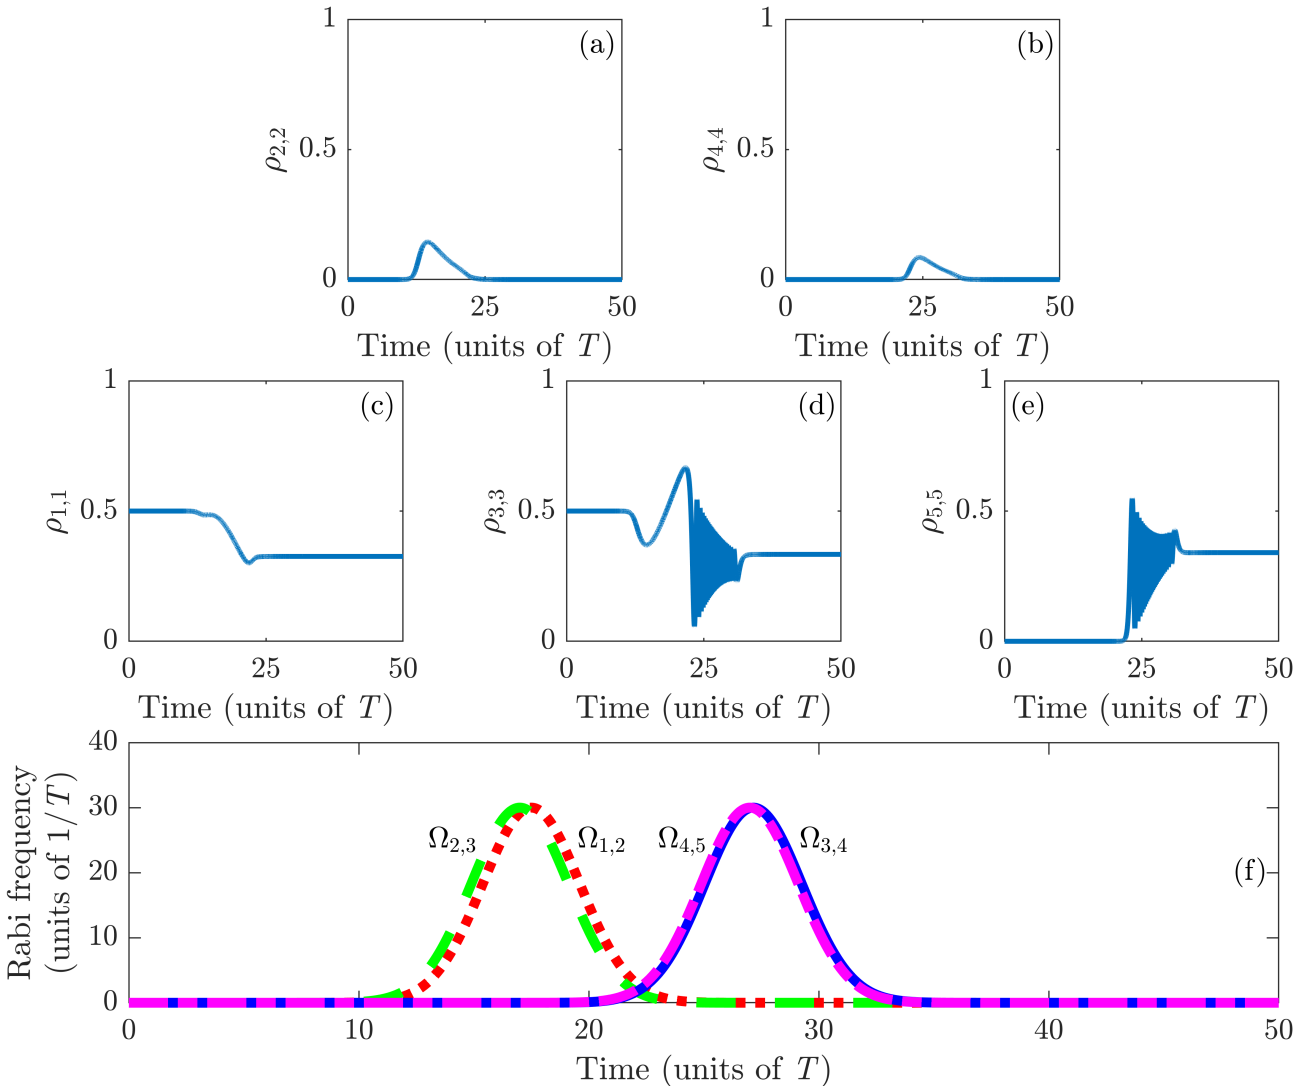 (a)
1
0.5
0
ρ2,2
0 25 50
Time (units of T)
(b)
1
0.5
0
ρ4,4
0 25 50
Time (units of T)
(c)
1
0.5
0
ρ1,1
0 25 50
Time (units of T)
(d)
1
0.5
0
ρ3,3
0 25 50
Time (units of T)
(e)
1
0.5
0
ρ5,5
0 25 50
Time (units of T)
Rabi frequency
(units of 1/T)
40
30
20
10
0
Ω2,3
Ω1,2
Ω4,5
Ω3,4
(f)
0 10 20 30 40 50
Time (units of T)